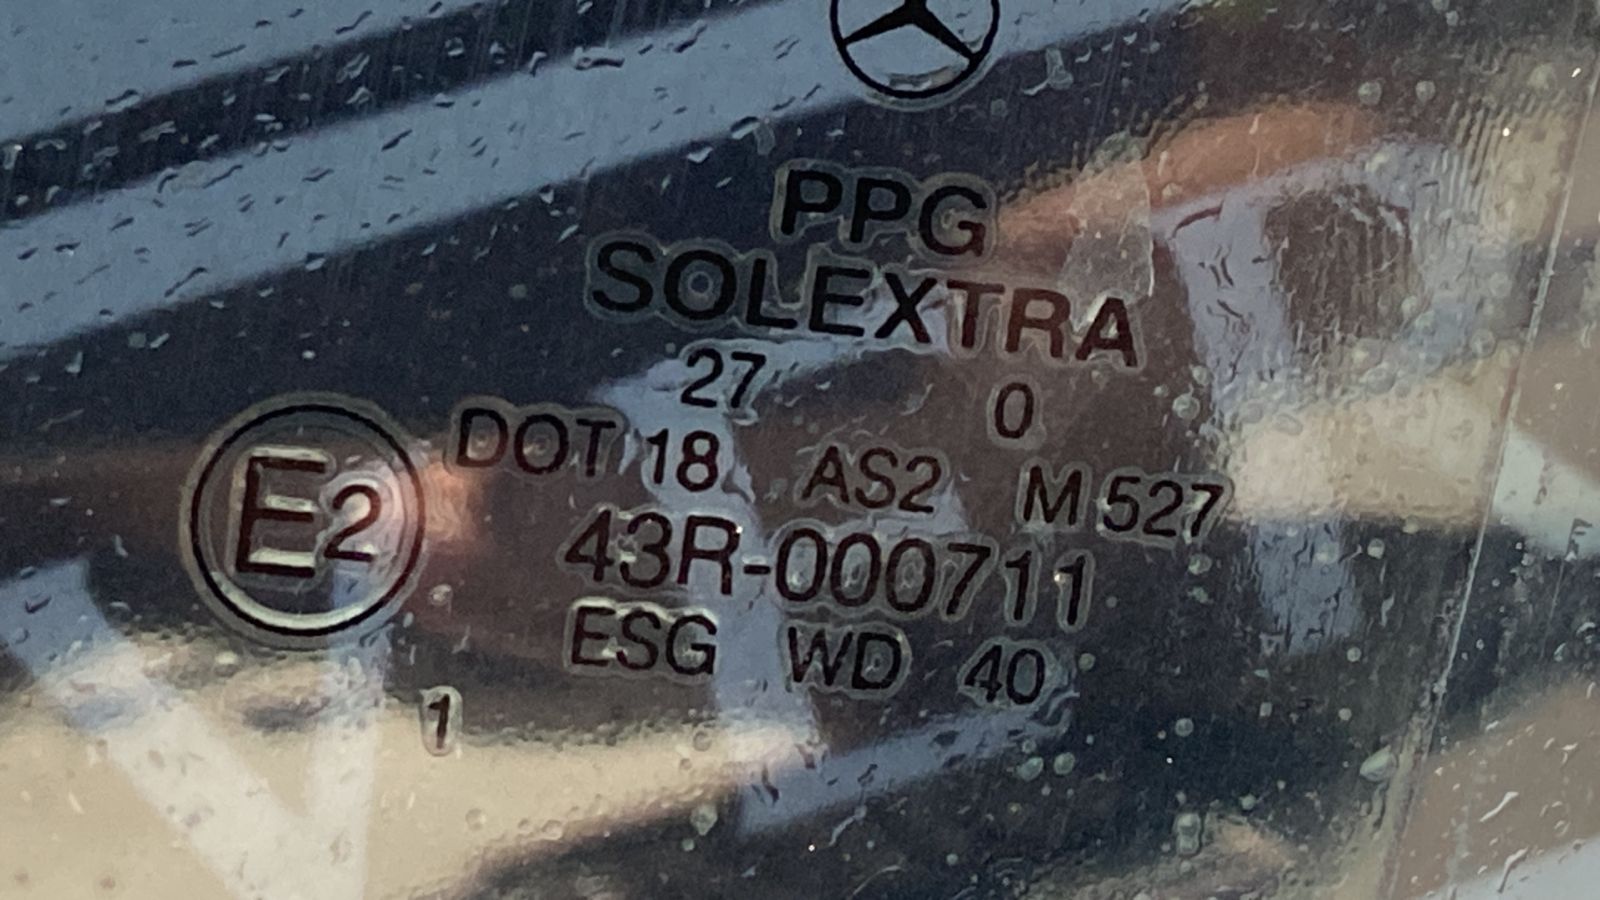 PPG
SOLEXTRA
27 0
DOT 18 AS2 M 527
E2
43R-000711
ESG WD 40
1